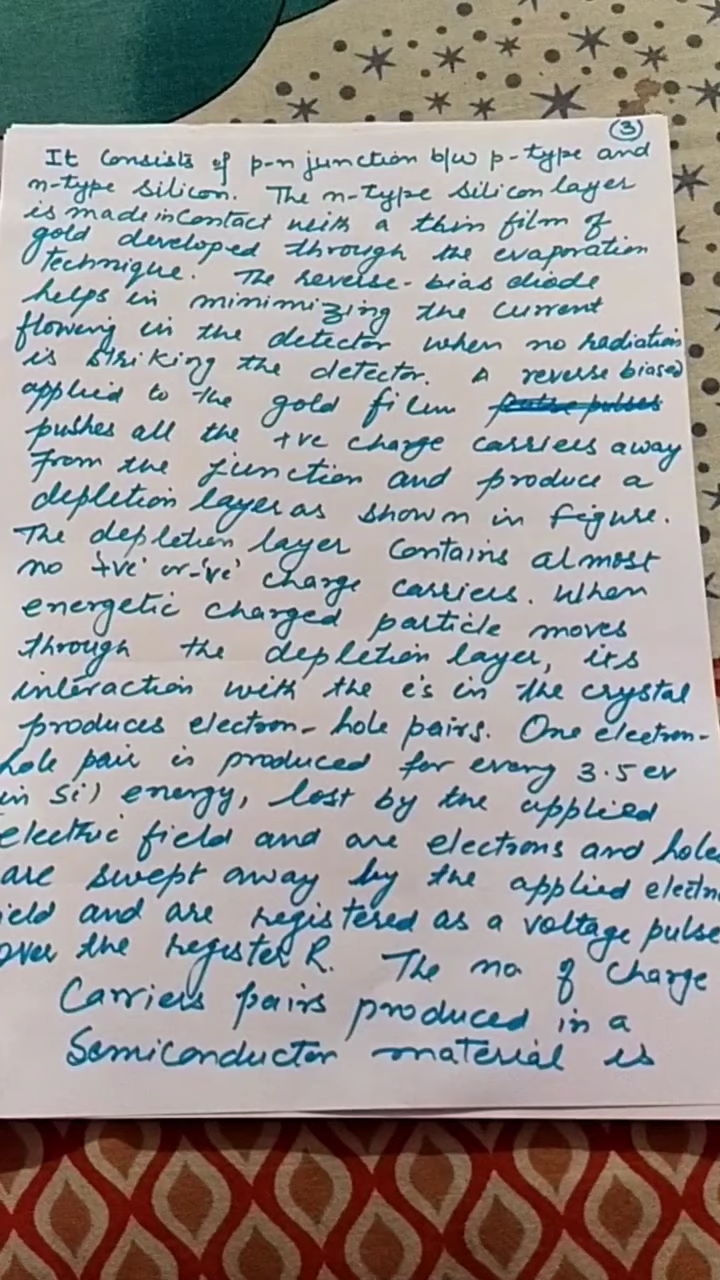 (3)
It consists of p-n junction b/w p-type and
n-type silicon. The n-type silicon layer
is made in contact with a thin film of
gold developed through the evaporation
technique. The reverse-bias diode
helps in minimizing the current
flowing in the detector when no radiation
is striking the detector. A reverse biased
applied to the gold film
pushes all the +ve charge carriers away
from the junction and produce a
depletion layer as shown in figure.
The depletion layer contains almost
no '+ve' or '-ve' charge carriers. When
energetic charged particle moves
through the depletion layer, its
interaction with the e's in the crystal
produces electron-hole pairs. One electron-
hole pair is produced for every 3.5 ev
in Si) energy, lost by the applied
electric field and are electrons and hole
are swept away by the applied electri
ield and are registered as a voltage pulse
over the register R. The no of charge
Carriers pairs produced in a
Semiconductor material is